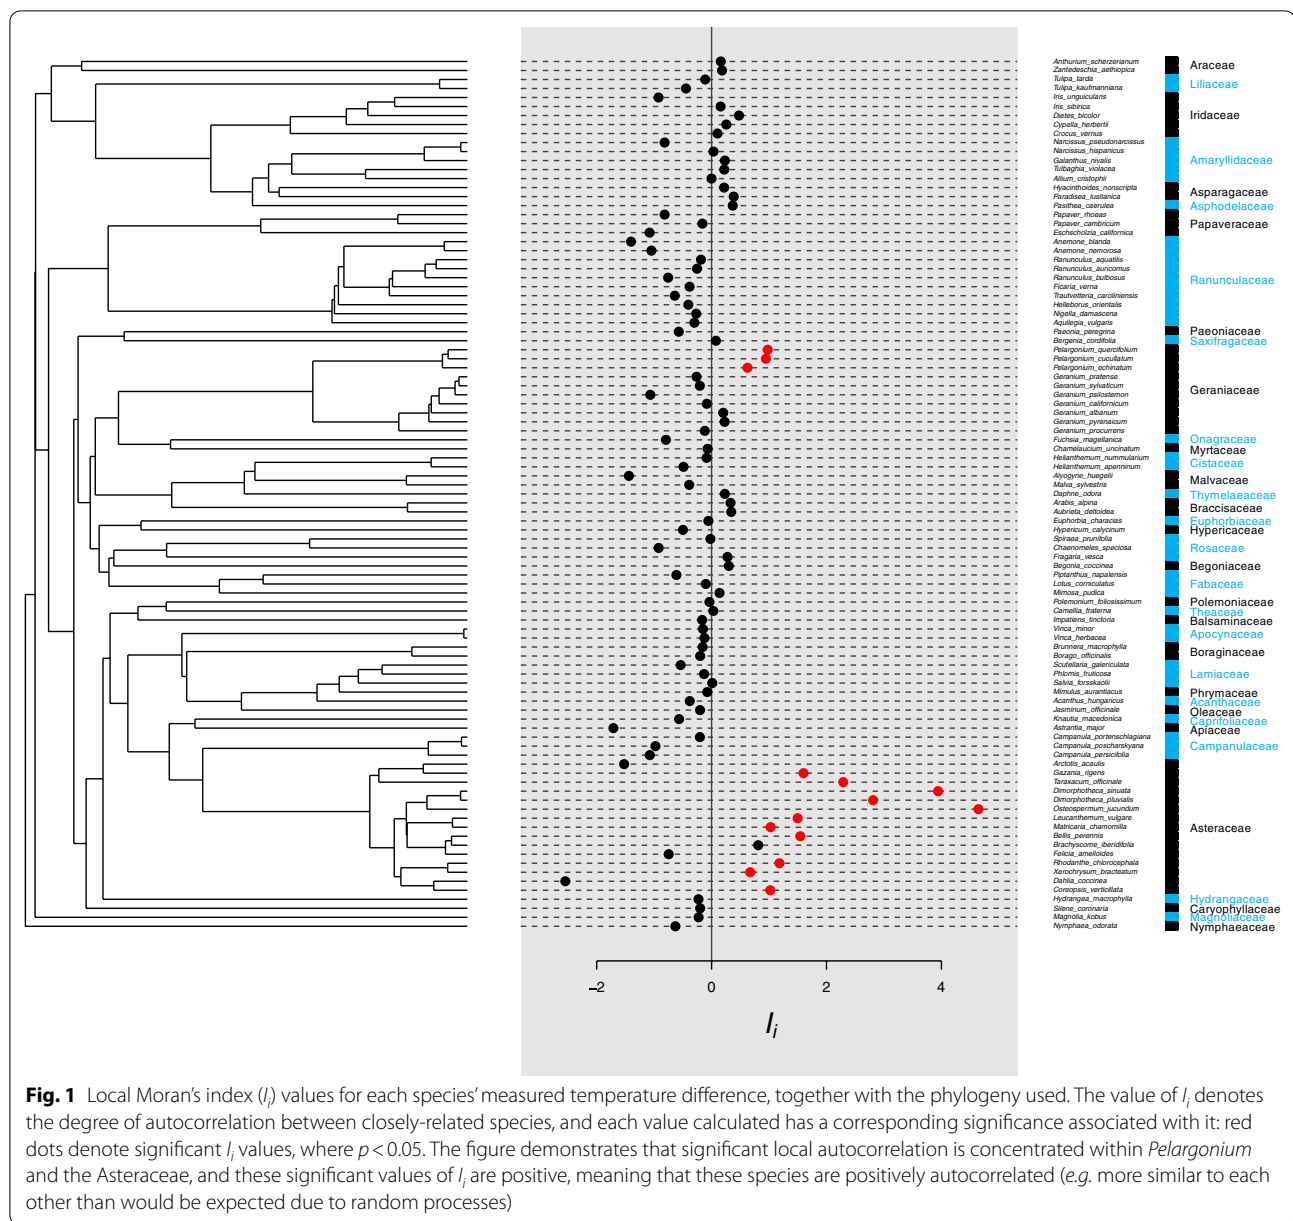 Anthurium_scherzerianum
Zantedeschia_aethiopica
Araceae
Tulipa_tarda
Tulipa_kaufmanniana
Liliaceae
Iris_unguicularis
Iris_sibirica
Dietes_bicolor
Cypella_herbertii
Crocus_vernus
Iridaceae
Narcissus_pseudonarcissus
Narcissus_hispanicus
Galanthus_nivalis
Tulbaghia_violacea
Allium_cristophii
Amaryllidaceae
Hyacinthoides_nonscripta
Paradisea_lusitanica
Asparagaceae
Pasithea_caerulea
Asphodelaceae
Papaver_rhoeas
Papaver_cambricum
Eschscholzia_californica
Papaveraceae
Anemone_blanda
Anemone_nemorosa
Ranunculus_aquatilis
Ranunculus_auricomus
Ranunculus_bulbosus
Ficaria_verna
Trautvetteria_caroliniensis
Helleborus_orientalis
Nigella_damascena
Aquilegia_vulgaris
Ranunculaceae
Paeonia_peregrina
Paeoniaceae
Bergenia_cordifolia
Saxifragaceae
Pelargonium_quercifolium
Pelargonium_cucullatum
Pelargonium_echinatum
Geranium_pratense
Geranium_sylvaticum
Geranium_psilostemon
Geranium_californicum
Geranium_albanum
Geranium_pyrenaicum
Geranium_procurrens
Geraniaceae
Fuchsia_magellanica
Onagraceae
Chamelaucium_uncinatum
Myrtaceae
Helianthemum_nummularium
Helianthemum_apenninum
Cistaceae
Alyogyne_huegelii
Malva_sylvestris
Malvaceae
Daphne_odora
Thymelaeaceae
Arabis_alpina
Aubrieta_deltoidea
Braccisaceae
Euphorbia_characias
Euphorbiaceae
Hypericum_calycinum
Hypericaceae
Spiraea_prunifolia
Chaenomeles_speciosa
Fragaria_vesca
Rosaceae
Begonia_coccinea
Begoniaceae
Piptanthus_napalensis
Lotus_corniculatus
Mimosa_pudica
Fabaceae
Polemonium_foliosissimum
Polemoniaceae
Camellia_fraterna
Theaceae
Impatiens_tinctoria
Balsaminaceae
Vinca_minor
Vinca_herbacea
Apocynaceae
Brunnera_macrophylla
Borago_officinalis
Boraginaceae
Scutellaria_galericulata
Phlomis_fruticosa
Salvia_forsskaolii
Lamiaceae
Mimulus_aurantiacus
Phrymaceae
Acanthus_hungaricus
Acanthaceae
Jasminum_officinale
Oleaceae
Knautia_macedonica
Caprifoliaceae
Astrantia_major
Apiaceae
Campanula_portenschlagiana
Campanula_poscharskyana
Campanula_persicifolia
Campanulaceae
Arctotis_acaulis
Gazania_rigens
Taraxacum_officinale
Dimorphotheca_sinuata
Dimorphotheca_pluvialis
Osteospermum_jucundum
Leucanthemum_vulgare
Matricaria_chamomilla
Bellis_perennis
Brachyscome_iberidifolia
Felicia_amelloides
Rhodanthe_chlorocephala
Xerochrysum_bracteatum
Dahlia_coccinea
Coreopsis_verticillata
Asteraceae
Hydrangea_macrophylla
Hydrangaceae
Silene_coronaria
Caryophyllaceae
Magnolia_kobus
Magnoliaceae
Nymphaea_odorata
Nymphaeaceae
−2 0 2 4
Ii
Fig. 1 Local Moran's index (Ii) values for each species' measured temperature difference, together with the phylogeny used. The value of Ii denotes
the degree of autocorrelation between closely-related species, and each value calculated has a corresponding significance associated with it: red
dots denote significant Ii values, where p < 0.05. The figure demonstrates that significant local autocorrelation is concentrated within Pelargonium
and the Asteraceae, and these significant values of Ii are positive, meaning that these species are positively autocorrelated (e.g. more similar to each
other than would be expected due to random processes)